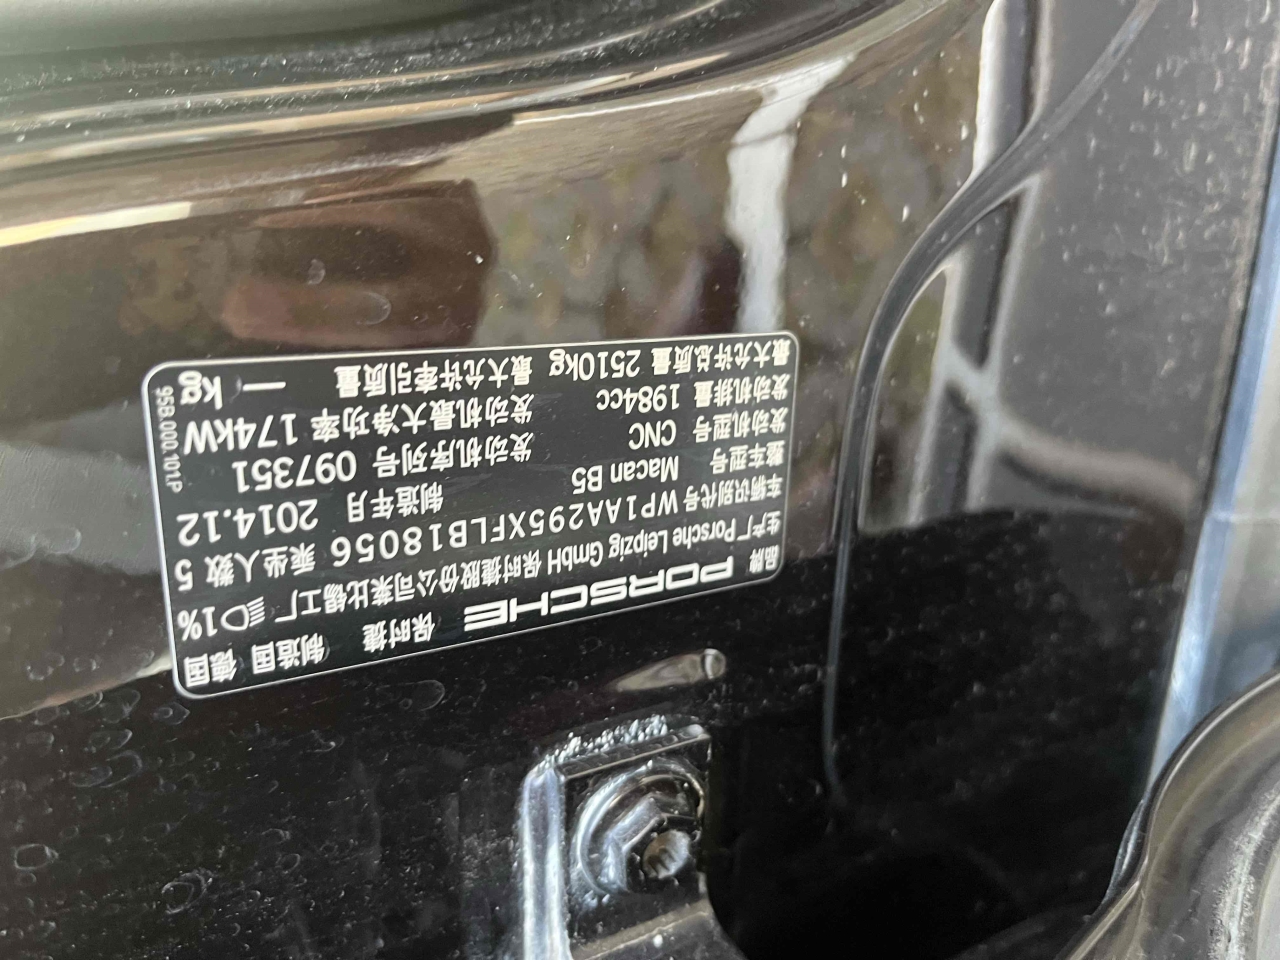 品牌 PORSCHE 保时捷 制造国 德国
生产厂 Porsche Leipzig GmbH 保时捷股份公司莱比锡工厂 1%
车辆识别代号 WP1AA295XFLB18056 乘坐人数 5
整车型号 Macan B5 制造年月 2014.12
发动机型号 CNC 发动机序列号 097351
发动机排量 1984cc 发动机最大净功率 174kW
最大允许总质量 2510kg 最大允许牵引质量 — kg
95B.000.101.P